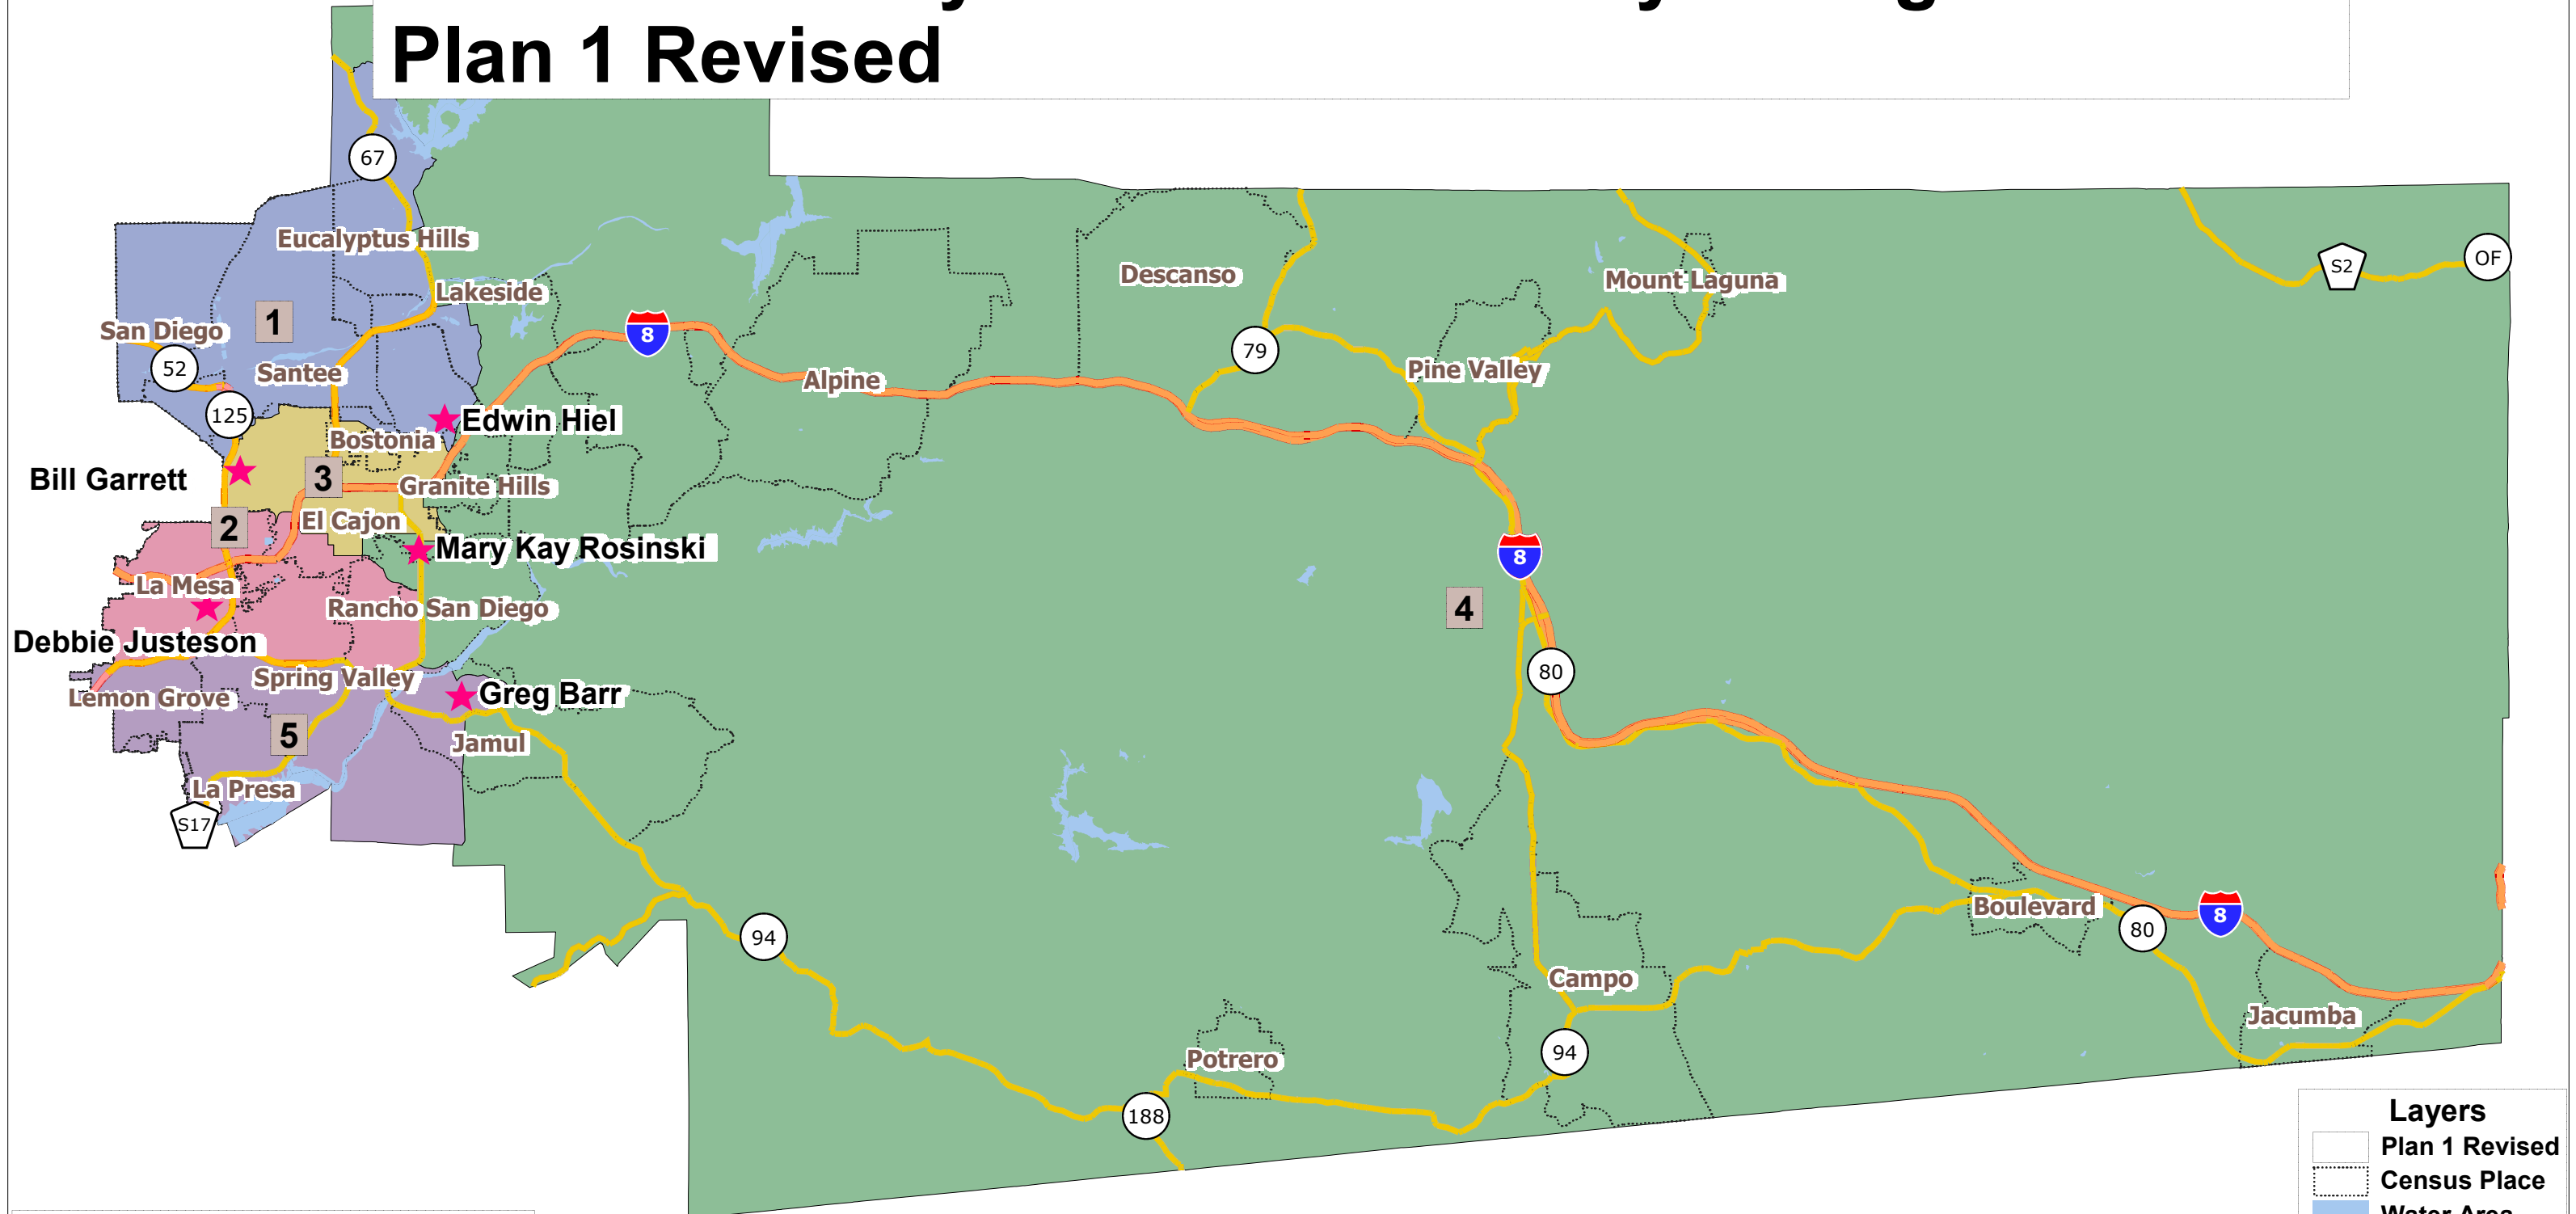 Plan 1 Revised
67
Eucalyptus Hills
Lakeside
Descanso
Mount Laguna
S2
OF
San Diego
1
8
79
52
Santee
Alpine
Pine Valley
125
Edwin Hiel
Bostonia
Bill Garrett
3
Granite Hills
2
El Cajon
Mary Kay Rosinski
8
La Mesa
Rancho San Diego
4
Debbie Justeson
Spring Valley
80
Lemon Grove
Greg Barr
5
Jamul
La Presa
S17
94
Boulevard
80
8
Campo
Jacumba
94
Potrero
188
Layers
Plan 1 Revised
Census Place
Water Area